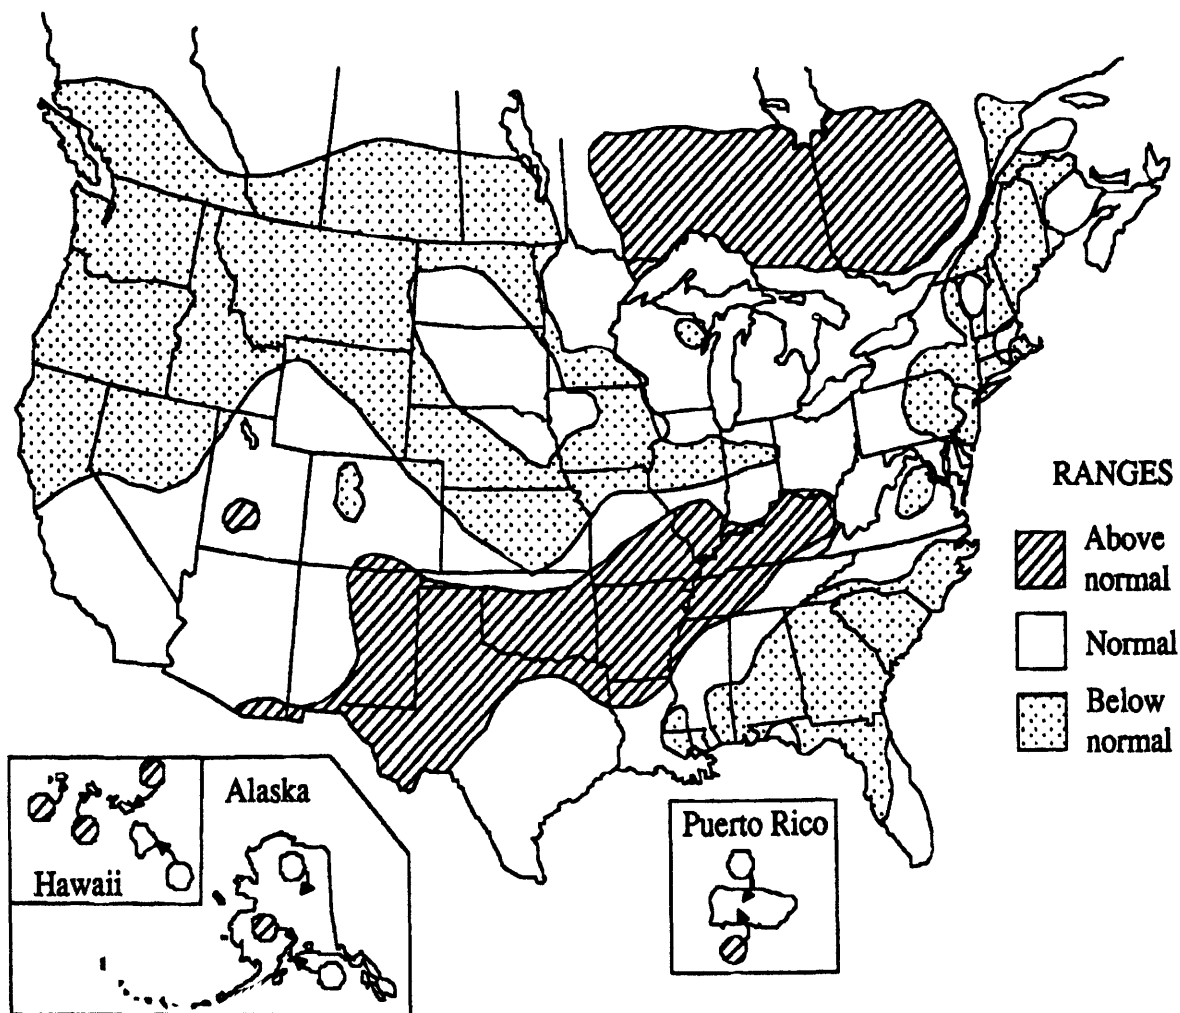 RANGES
Above
normal
Normal
Below
normal
Alaska
Hawaii
Puerto Rico